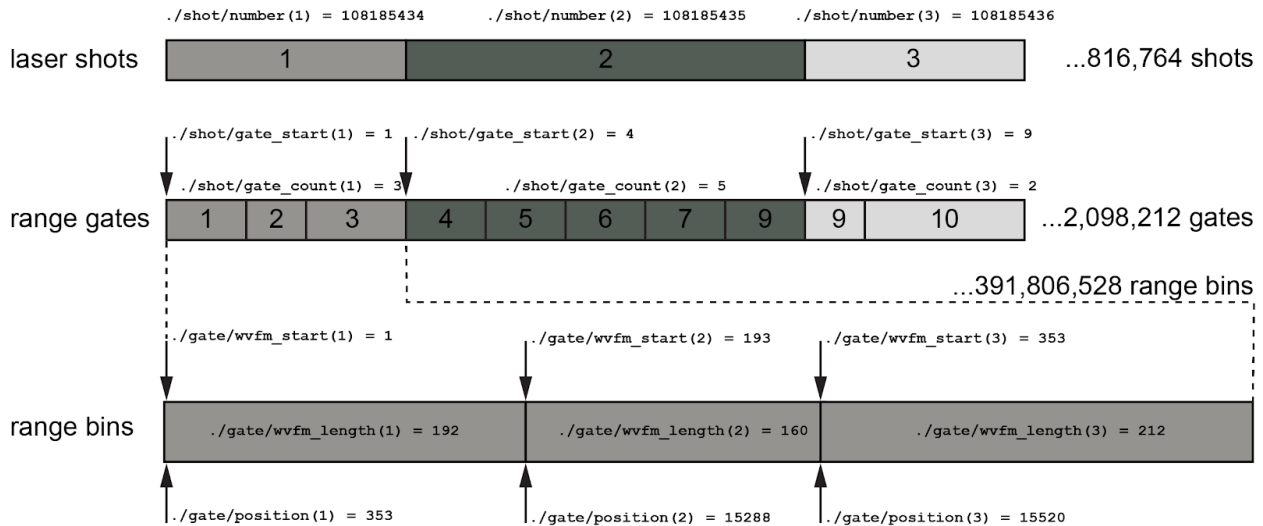 ./shot/number(1) = 108185434 ./shot/number(2) = 108185435 ./shot/number(3) = 108185436
laser shots 1 2 3 ...816,764 shots
./shot/gate_start(1) = 1 ./shot/gate_start(2) = 4 ./shot/gate_start(3) = 9
./shot/gate_count(1) = 3 ./shot/gate_count(2) = 5 ./shot/gate_count(3) = 2
range gates 1 2 3 4 5 6 7 9 9 10 ...2,098,212 gates
...391,806,528 range bins
./gate/wvfm_start(1) = 1 ./gate/wvfm_start(2) = 193 ./gate/wvfm_start(3) = 353
range bins ./gate/wvfm_length(1) = 192 ./gate/wvfm_length(2) = 160 ./gate/wvfm_length(3) = 212
./gate/position(1) = 353 ./gate/position(2) = 15288 ./gate/position(3) = 15520